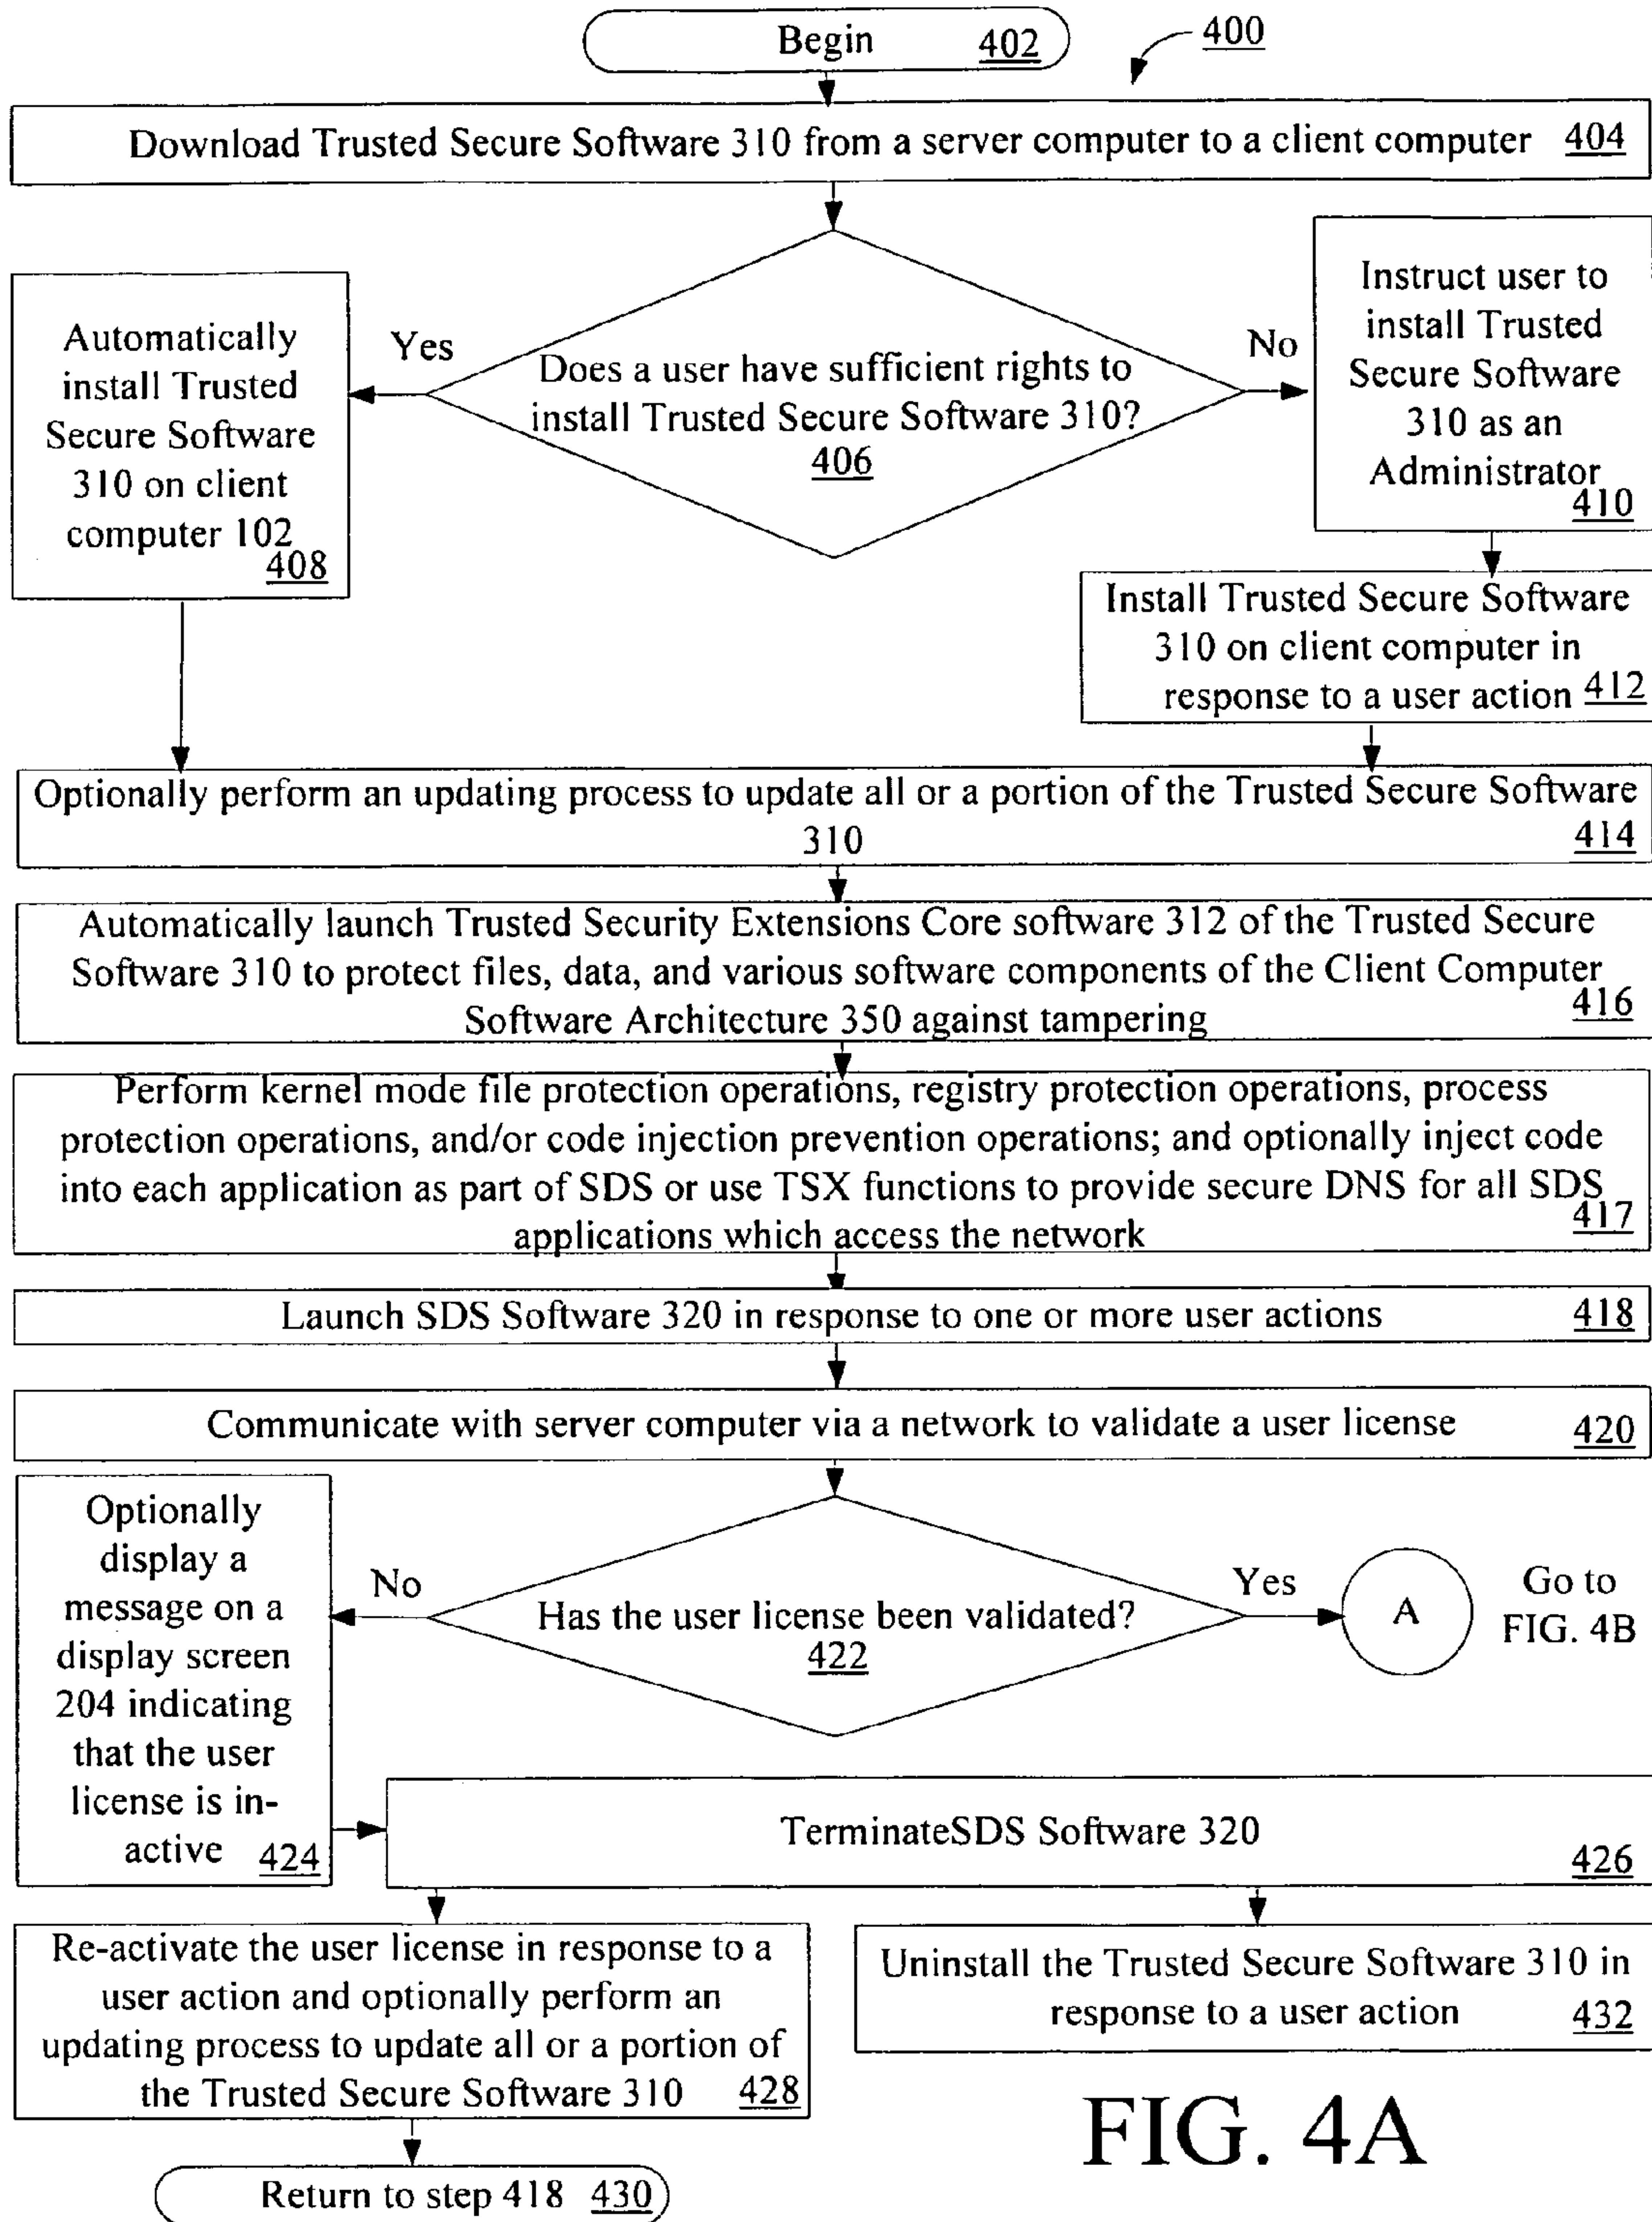 Begin 402
400
Download Trusted Secure Software 310 from a server computer to a client computer 404
Automatically
install Trusted
Secure Software
310 on client
computer 102
408
Yes
Does a user have sufficient rights to
install Trusted Secure Software 310?
406
No
Instruct user to
install Trusted
Secure Software
310 as an
Administrator
410
Install Trusted Secure Software
310 on client computer in
response to a user action 412
Optionally perform an updating process to update all or a portion of the Trusted Secure Software
310 414
Automatically launch Trusted Security Extensions Core software 312 of the Trusted Secure
Software 310 to protect files, data, and various software components of the Client Computer
Software Architecture 350 against tampering 416
Perform kernel mode file protection operations, registry protection operations, process
protection operations, and/or code injection prevention operations; and optionally inject code
into each application as part of SDS or use TSX functions to provide secure DNS for all SDS
applications which access the network 417
Launch SDS Software 320 in response to one or more user actions 418
Communicate with server computer via a network to validate a user license 420
Optionally
display a
message on a
display screen
204 indicating
that the user
license is in-
active 424
No
Has the user license been validated?
422
Yes
A
Go to
FIG. 4B
TerminateSDS Software 320
426
Re-activate the user license in response to a
user action and optionally perform an
updating process to update all or a portion of
the Trusted Secure Software 310 428
Uninstall the Trusted Secure Software 310 in
response to a user action 432
Return to step 418 430
FIG. 4A